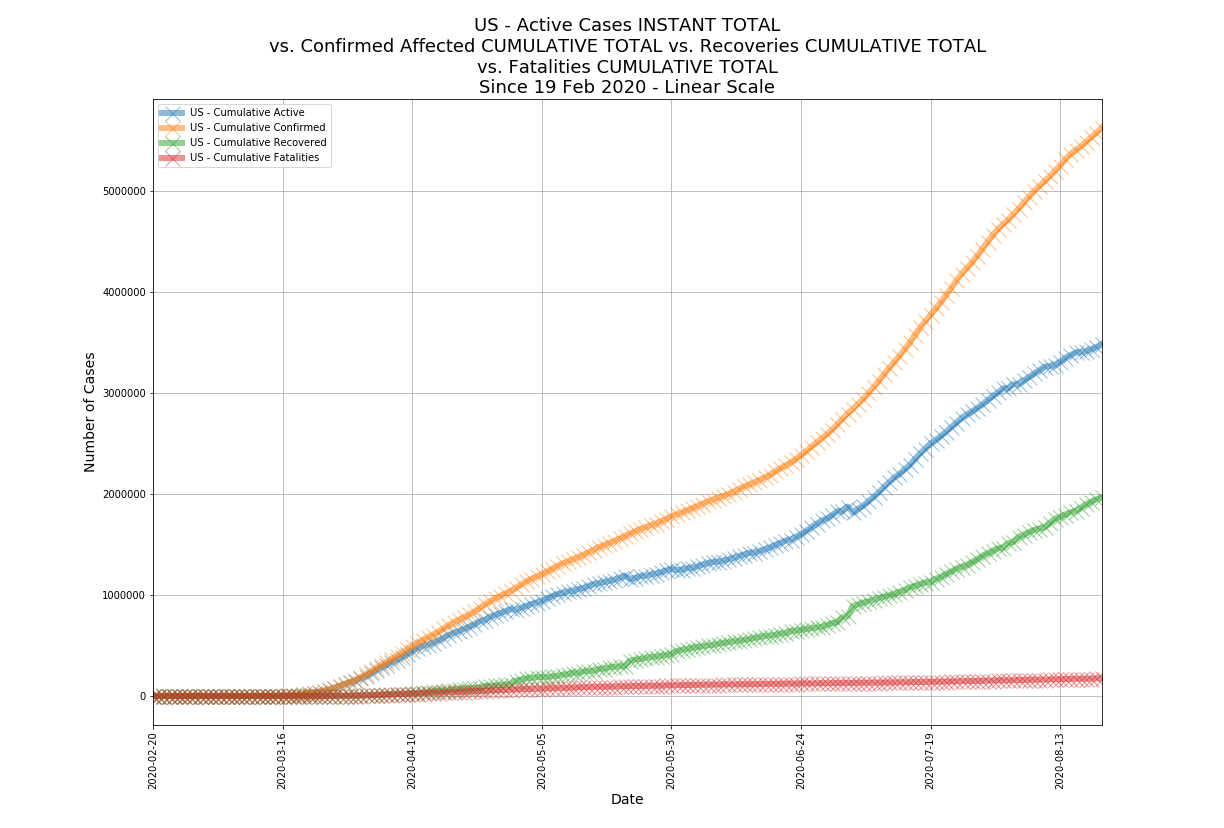 US - Active Cases INSTANT TOTAL
vs. Confirmed Affected CUMULATIVE TOTAL vs. Recoveries CUMULATIVE TOTAL
vs. Fatalities CUMULATIVE TOTAL
Since 19 Feb 2020 - Linear Scale
US - Cumulative Active
US - Cumulative Confirmed
US - Cumulative Recovered
US - Cumulative Fatalities
Number of Cases
5000000
4000000
3000000
2000000
1000000
0
2020-02-20
2020-03-16
2020-04-10
2020-05-05
2020-05-30
2020-06-24
2020-07-19
2020-08-13
Date